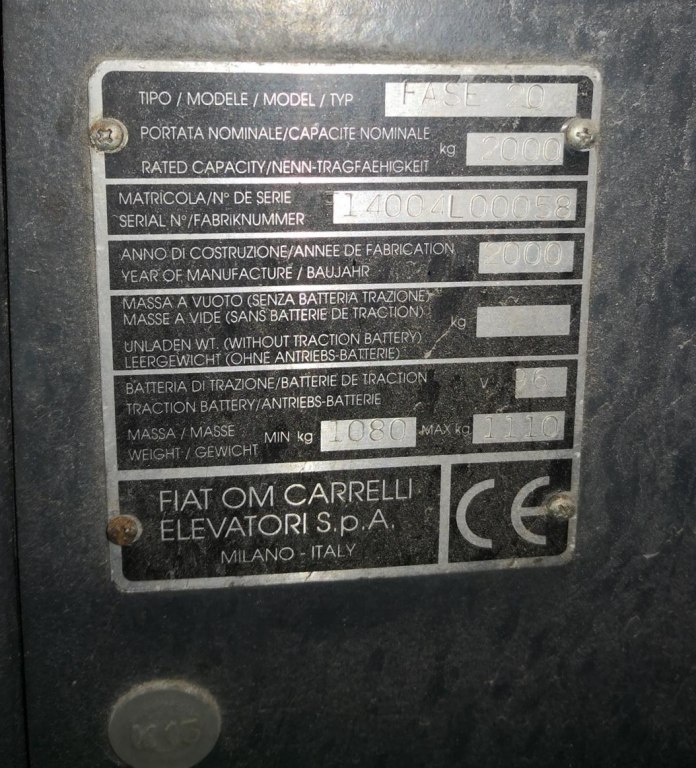 TIPO / MODELE / MODEL / TYP FASE 20
PORTATA NOMINALE/CAPACITE NOMINALE
kg 2000
RATED CAPACITY/NENN-TRAGFAEHIGKEIT
MATRICOLA/N° DE SERIE
SERIAL N°/FABRIKNUMMER 14004L00058
ANNO DI COSTRUZIONE/ANNEE DE FABRICATION 2000
YEAR OF MANUFACTURE / BAUJAHR
MASSA A VUOTO (SENZA BATTERIA TRAZIONE)
MASSE A VIDE (SANS BATTERIE DE TRACTION)
kg
UNLADEN WT. (WITHOUT TRACTION BATTERY)
LEERGEWICHT (OHNE ANTRIEBS-BATTERIE)
BATTERIA DI TRAZIONE/BATTERIE DE TRACTION V
TRACTION BATTERY/ANTRIEBS-BATTERIE
MASSA / MASSE
MIN kg 1080 MAX kg 1110
WEIGHT / GEWICHT
FIAT OM CARRELLI
ELEVATORI S.p.A.
MILANO - ITALY
CE